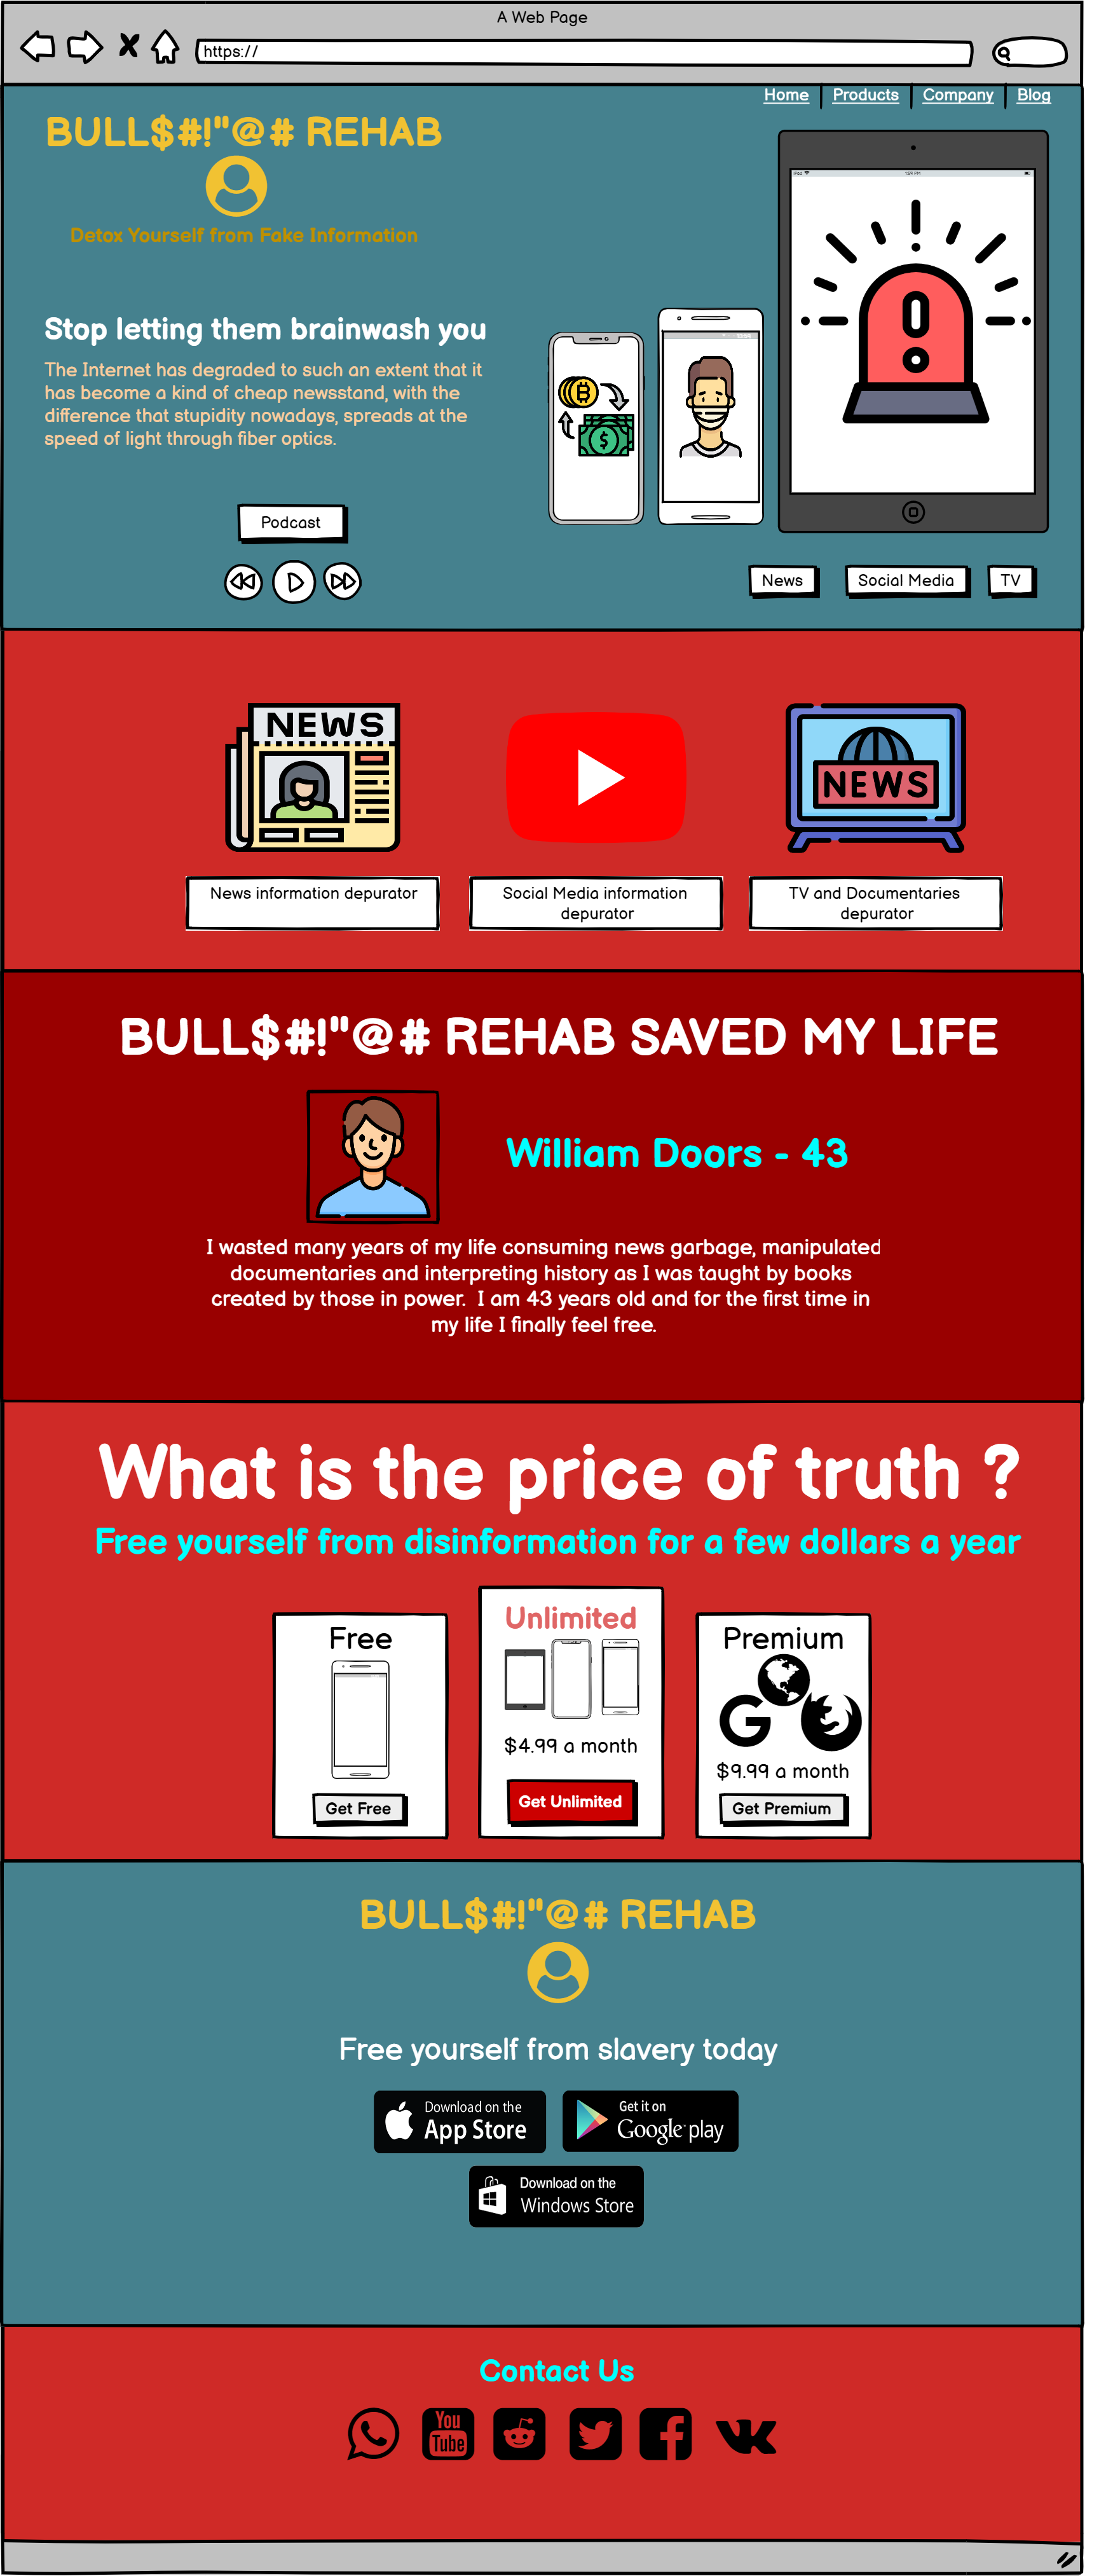 A Web Page
https://
Home Products Company Blog
BULL$#!"@# REHAB
Detox Yourself from Fake Information
Stop letting them brainwash you
The Internet has degraded to such an extent that it
has become a kind of cheap newsstand, with the
difference that stupidity nowadays, spreads at the
speed of light through fiber optics.
Podcast
News Social Media TV
NEWS
NEWS
News information depurator
Social Media information
depurator
TV and Documentaries
depurator
BULL$#!"@# REHAB SAVED MY LIFE
William Doors - 43
I wasted many years of my life consuming news garbage, manipulated
documentaries and interpreting history as I was taught by books
created by those in power.  I am 43 years old and for the first time in
my life I finally feel free.
What is the price of truth ?
Free yourself from disinformation for a few dollars a year
Free
Get Free
Unlimited
$4.99 a month
Get Unlimited
Premium
G
$9.99 a month
Get Premium
BULL$#!"@# REHAB
Free yourself from slavery today
Download on the
App Store
Get it on
Google play
Download on the
Windows Store
Contact Us
You
Tube